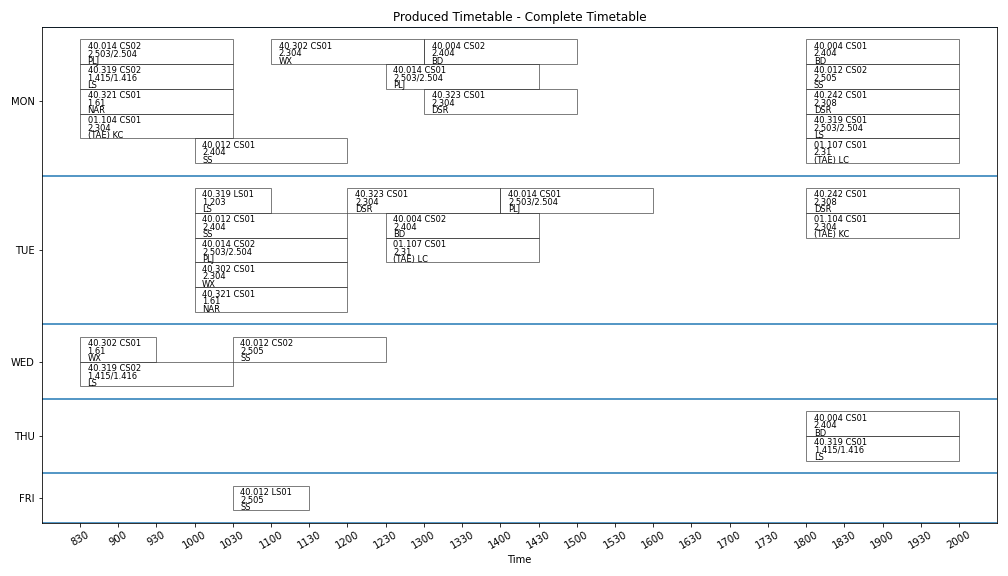 Produced Timetable - Complete Timetable
MON
40.014 CS02
2.503/2.504
PLJ
40.302 CS01
2.304
WX
40.004 CS02
2.404
BD
40.004 CS01
2.404
BD
40.319 CS02
1.415/1.416
LS
40.014 CS01
2.503/2.504
PLJ
40.012 CS02
2.505
SS
40.321 CS01
1.61
NAR
40.323 CS01
2.304
DSR
40.242 CS01
2.308
DSR
01.104 CS01
2.304
(TAE) KC
40.319 CS01
2.503/2.504
LS
40.012 CS01
2.404
SS
01.107 CS01
2.31
(TAE) LC
TUE
40.319 LS01
1.203
LS
40.323 CS01
2.304
DSR
40.014 CS01
2.503/2.504
PLJ
40.242 CS01
2.308
DSR
40.012 CS01
2.404
SS
40.004 CS02
2.404
BD
01.104 CS01
2.304
(TAE) KC
40.014 CS02
2.503/2.504
PLJ
01.107 CS01
2.31
(TAE) LC
40.302 CS01
2.304
WX
40.321 CS01
1.61
NAR
WED
40.302 CS01
1.61
WX
40.012 CS02
2.505
SS
40.319 CS02
1.415/1.416
LS
THU
40.004 CS01
2.404
BD
40.319 CS01
1.415/1.416
LS
FRI
40.012 LS01
2.505
SS
830 900 930 1000 1030 1100 1130 1200 1230 1300 1330 1400 1430 1500 1530 1600 1630 1700 1730 1800 1830 1900 1930 2000
Time